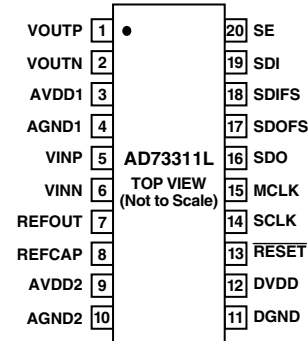 VOUTP 1 20 SE
VOUTN 2 19 SDI
AVDD1 3 18 SDIFS
AGND1 4 17 SDOFS
VINP 5 AD73311L 16 SDO
TOP VIEW
VINN 6 (Not to Scale) 15 MCLK
REFOUT 7 14 SCLK
REFCAP 8 13 RESET
AVDD2 9 12 DVDD
AGND2 10 11 DGND